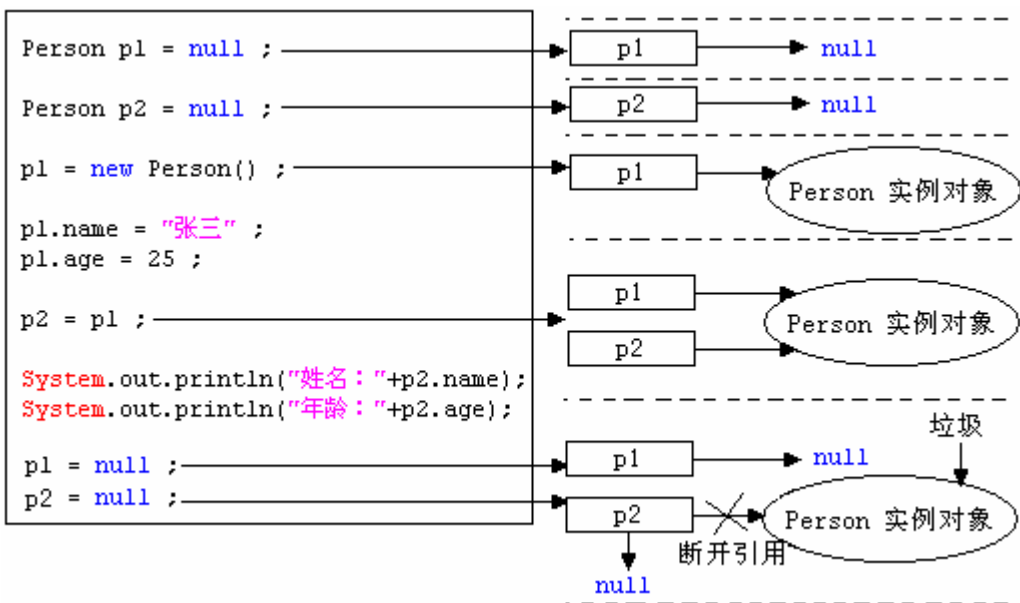 Person p1 = null ;
p1
null
Person p2 = null ;
p2
null
p1 = new Person() ;
p1
Person 实例对象
p1.name = "张三" ;
p1.age = 25 ;
p2 = p1 ;
p1
p2
Person 实例对象
System.out.println("姓名："+p2.name);
System.out.println("年龄："+p2.age);
垃圾
p1 = null ;
p1
null
p2 = null ;
p2
Person 实例对象
断开引用
null